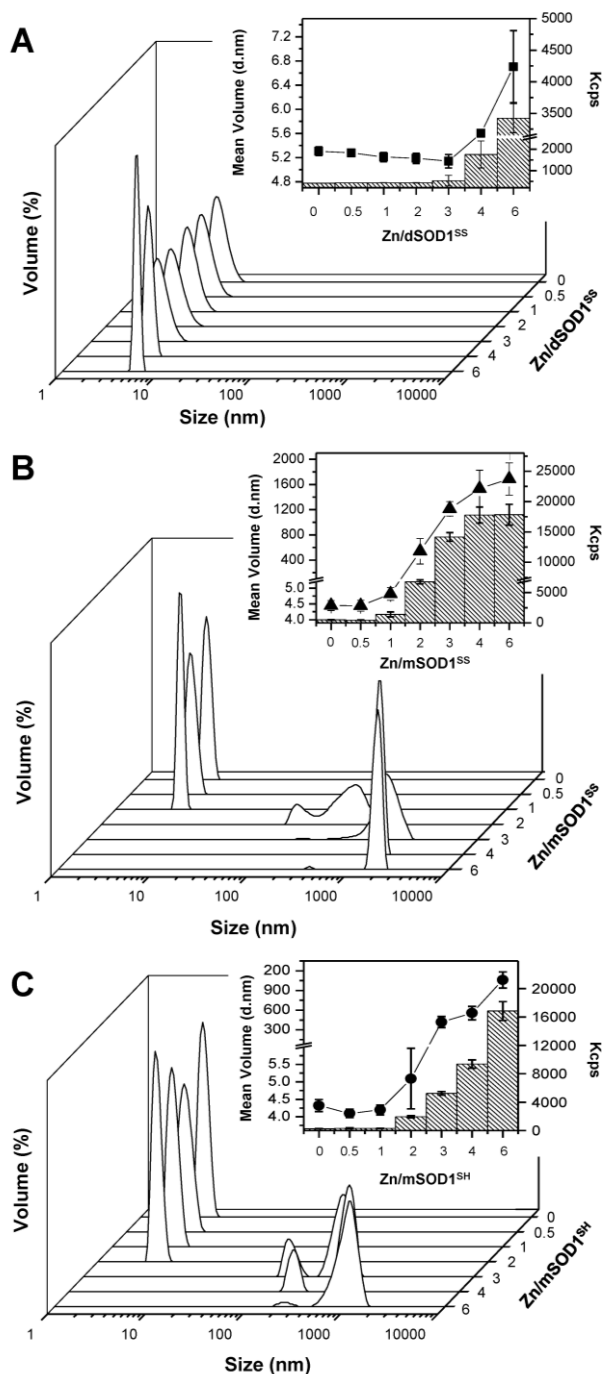 A
7.2
6.8
6.4
6.0
5.6
5.2
4.8
Mean Volume (d.nm)
5000
4500
4000
3500
2000
1000
Kcps
0 0.5 1 2 3 4 6
Zn/dSOD1SS
Volume (%)
0
0.5
1
2
3
4
6
Zn/dSOD1SS
1 10 100 1000 10000
Size (nm)
B
2000
1600
1200
800
400
5.0
4.5
4.0
Mean Volume (d.nm)
25000
20000
15000
10000
5000
0
Kcps
0 0.5 1 2 3 4 6
Zn/mSOD1SS
Volume (%)
0
0.5
1
2
3
4
6
Zn/mSOD1SS
1 10 100 1000 10000
Size (nm)
C
200
600
300
5.5
5.0
4.5
4.0
Mean Volume (d.nm)
20000
16000
12000
8000
4000
0
Kcps
0 0.5 1 2 3 4 6
Zn/mSOD1SH
Volume (%)
0
0.5
1
2
3
4
6
Zn/mSOD1SH
1 10 100 1000 10000
Size (nm)